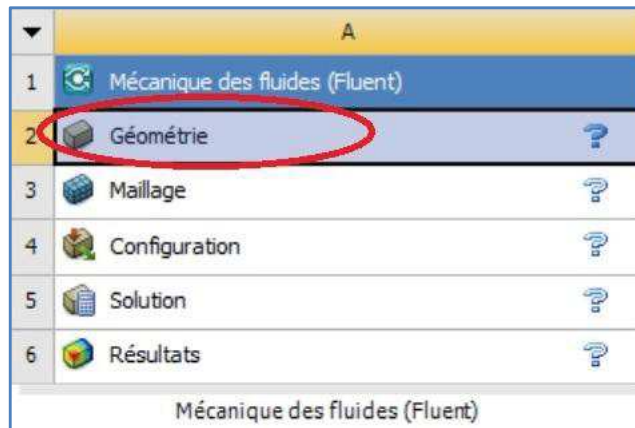 A
1 Mécanique des fluides (Fluent)
2 Géométrie ?
3 Maillage ?
4 Configuration ?
5 Solution ?
6 Résultats ?
Mécanique des fluides (Fluent)